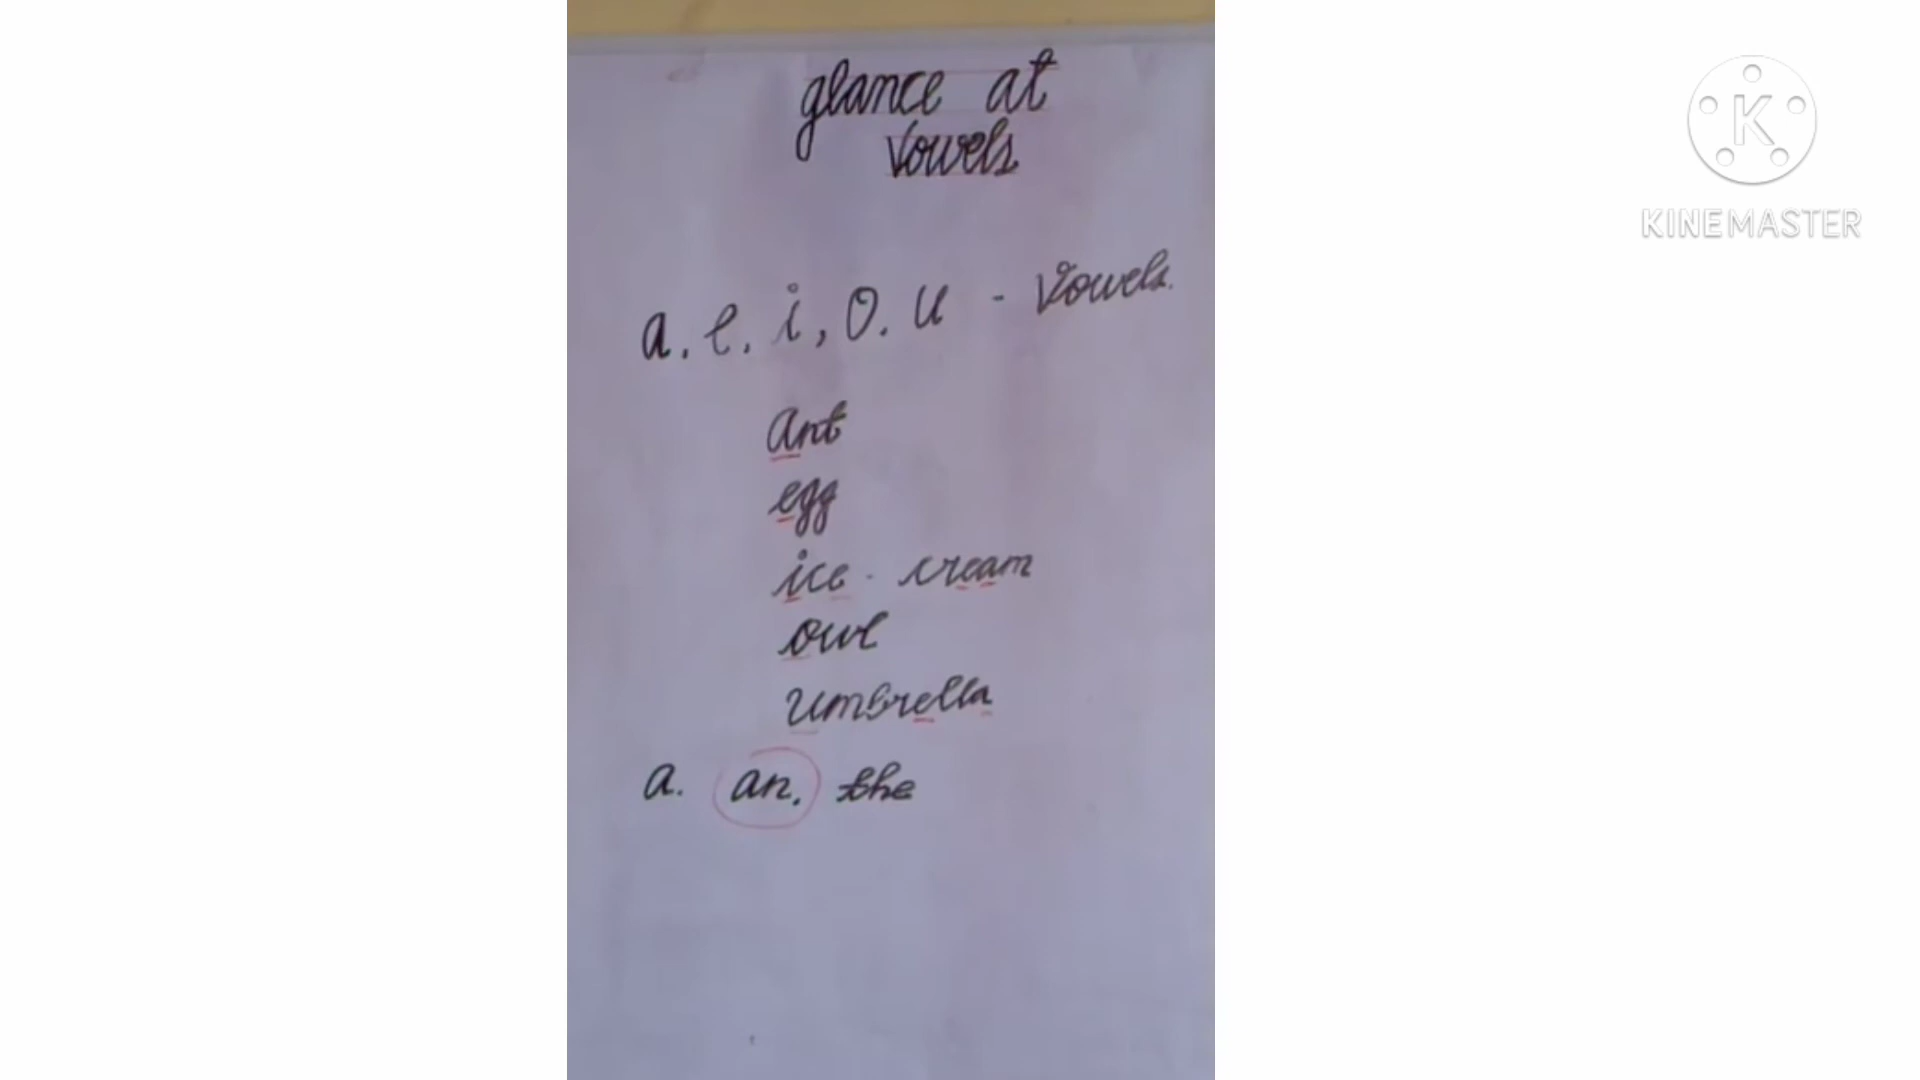 glance at
Vowels
a. e. i, O. u - Vowels.
ant
egg
ice - cream
owl
umbrella
a. an. the
K
KINEMASTER